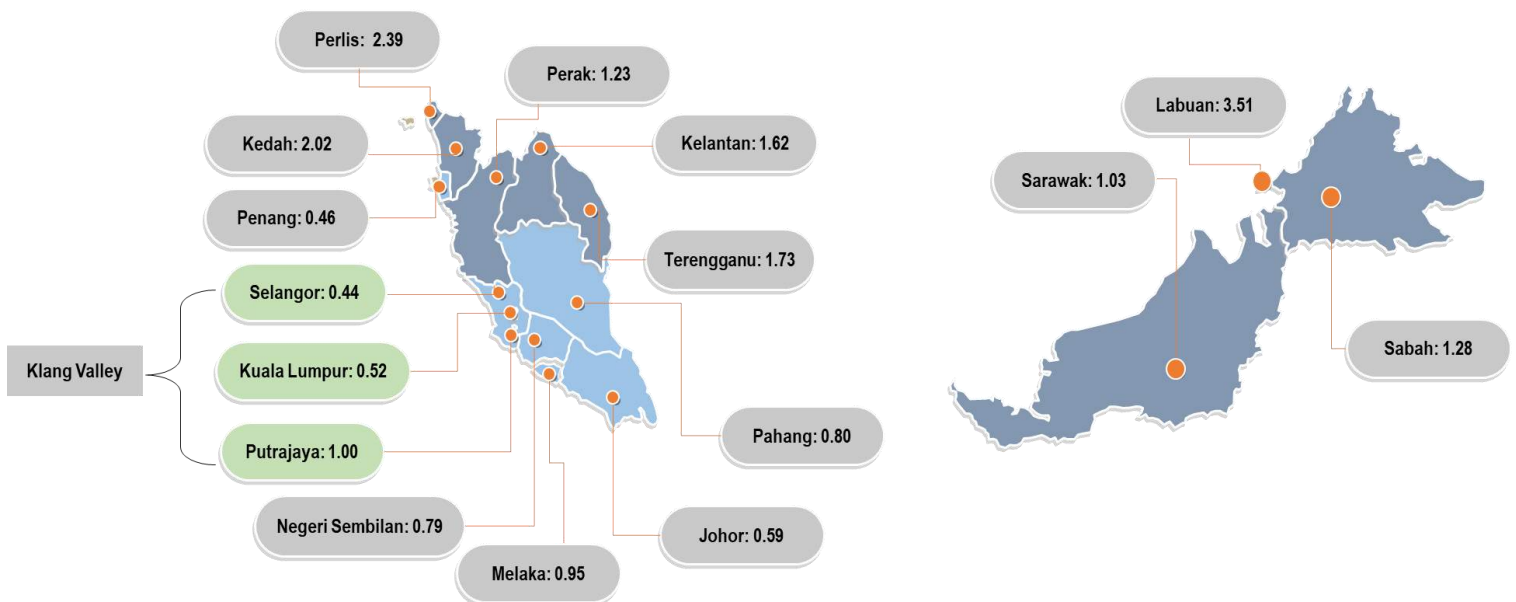 Perlis: 2.39
Perak: 1.23
Kedah: 2.02
Kelantan: 1.62
Penang: 0.46
Terengganu: 1.73
Selangor: 0.44
Klang Valley
Kuala Lumpur: 0.52
Putrajaya: 1.00
Pahang: 0.80
Negeri Sembilan: 0.79
Johor: 0.59
Melaka: 0.95
Labuan: 3.51
Sarawak: 1.03
Sabah: 1.28